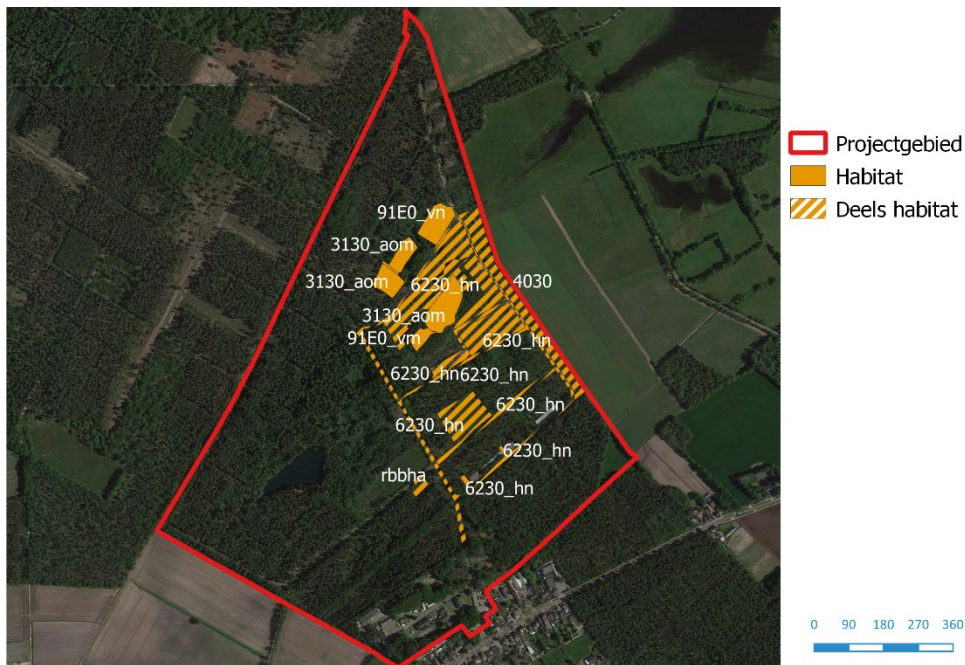 Projectgebied
Habitat
Deels habitat
91E0_vn
3130_aom
3130_aom
6230_hn
4030
3130_aom
91E0_vm
6230_hn
6230_hn
6230_hn
6230_hn
6230_hn
6230_hn
rbbha
6230_hn
0 90 180 270 360